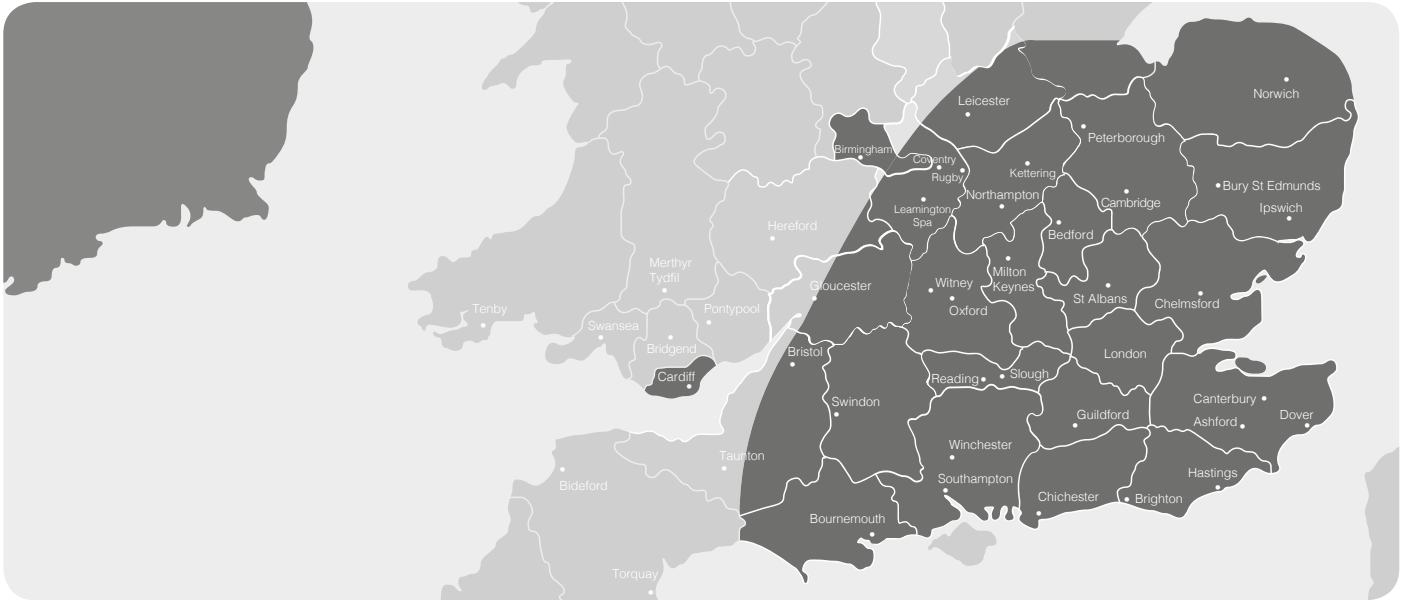 Norwich
Leicester
Peterborough
Birmingham
Coventry
Rugby
Kettering
Bury St Edmunds
Northampton
Cambridge
Ipswich
Leamington
Spa
Hereford
Bedford
Merthyr
Tydfil
Milton
Keynes
Gloucester
Witney
St Albans
Chelmsford
Tenby
Pontypool
Oxford
Swansea
Bridgend
Bristol
London
Cardiff
Reading
Slough
Swindon
Canterbury
Guildford
Ashford
Dover
Winchester
Taunton
Hastings
Bideford
Southampton
Chichester
Brighton
Bournemouth
Torquay